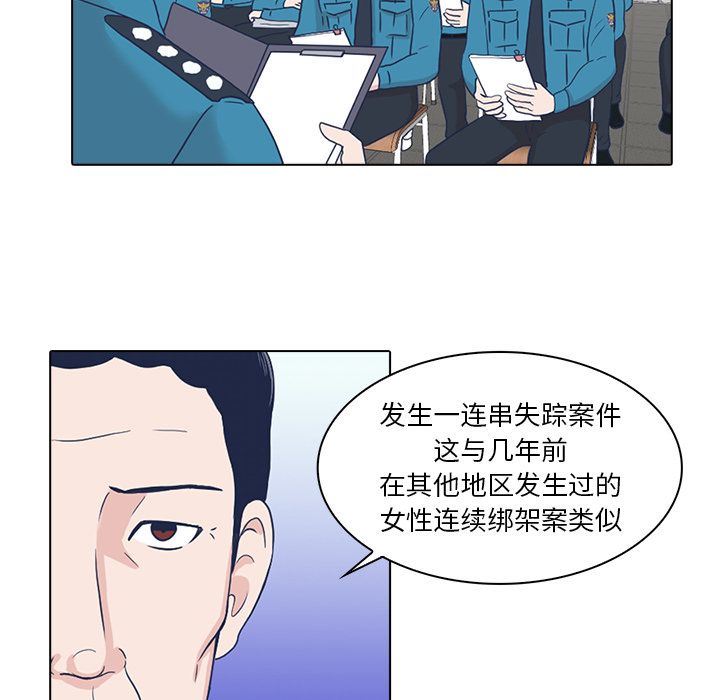 发生一连串失踪案件
这与几年前
在其他地区发生过的
女性连续绑架案类似